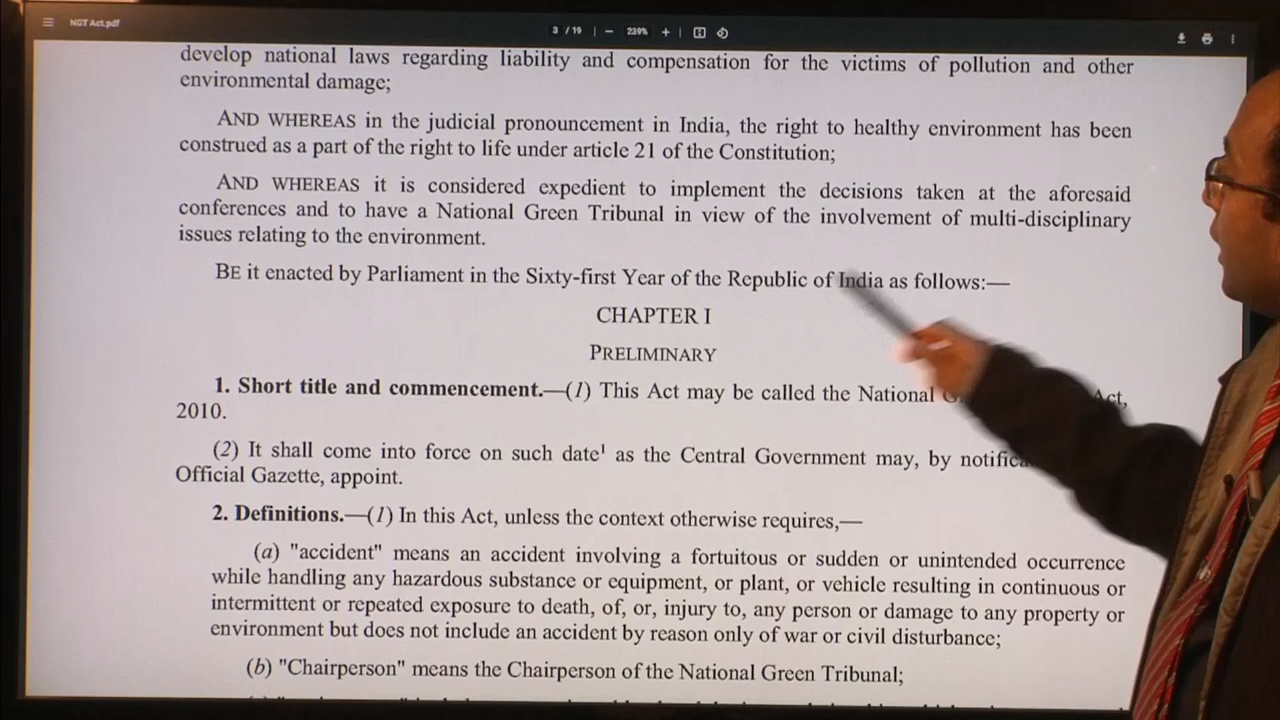 NGT Act.pdf
3 / 19 | − 239% + |
develop national laws regarding liability and compensation for the victims of pollution and other
environmental damage;
AND WHEREAS in the judicial pronouncement in India, the right to healthy environment has been
construed as a part of the right to life under article 21 of the Constitution;
AND WHEREAS it is considered expedient to implement the decisions taken at the aforesaid
conferences and to have a National Green Tribunal in view of the involvement of multi-disciplinary
issues relating to the environment.
BE it enacted by Parliament in the Sixty-first Year of the Republic of India as follows:—
CHAPTER I
PRELIMINARY
1. Short title and commencement.—(1) This Act may be called the National Act,
2010.
(2) It shall come into force on such date¹ as the Central Government may, by
Official Gazette, appoint.
2. Definitions.—(1) In this Act, unless the context otherwise requires,—
(a) "accident" means an accident involving a fortuitous or sudden or unintended occurrence
while handling any hazardous substance or equipment, or plant, or vehicle resulting in continuous or
intermittent or repeated exposure to death, of, or, injury to, any person or damage to any property or
environment but does not include an accident by reason only of war or civil disturbance;
(b) "Chairperson" means the Chairperson of the National Green Tribunal;